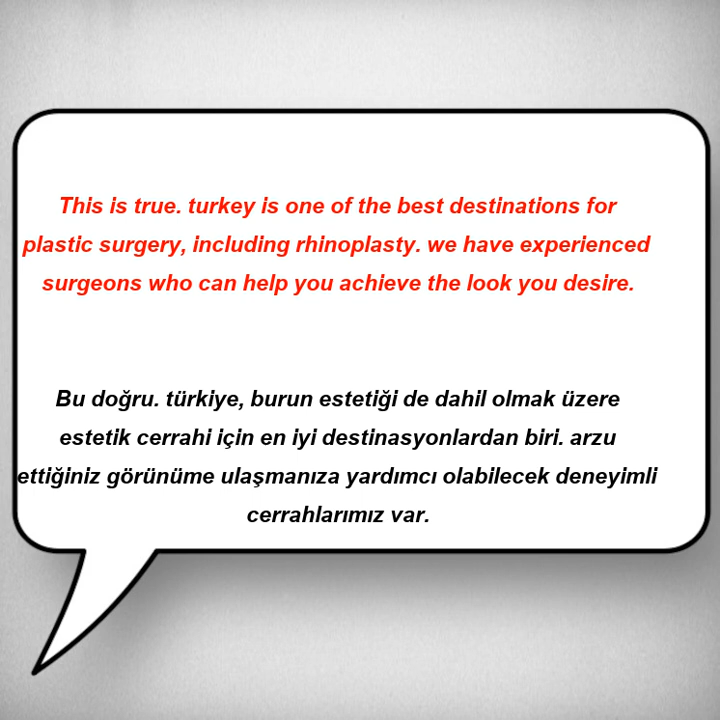 This is true. turkey is one of the best destinations for
plastic surgery, including rhinoplasty. we have experienced
surgeons who can help you achieve the look you desire.
Bu doğru. türkiye, burun estetiği de dahil olmak üzere
estetik cerrahi için en iyi destinasyonlardan biri. arzu
ettiğiniz görünüme ulaşmanıza yardımcı olabilecek deneyimli
cerrahlarımız var.